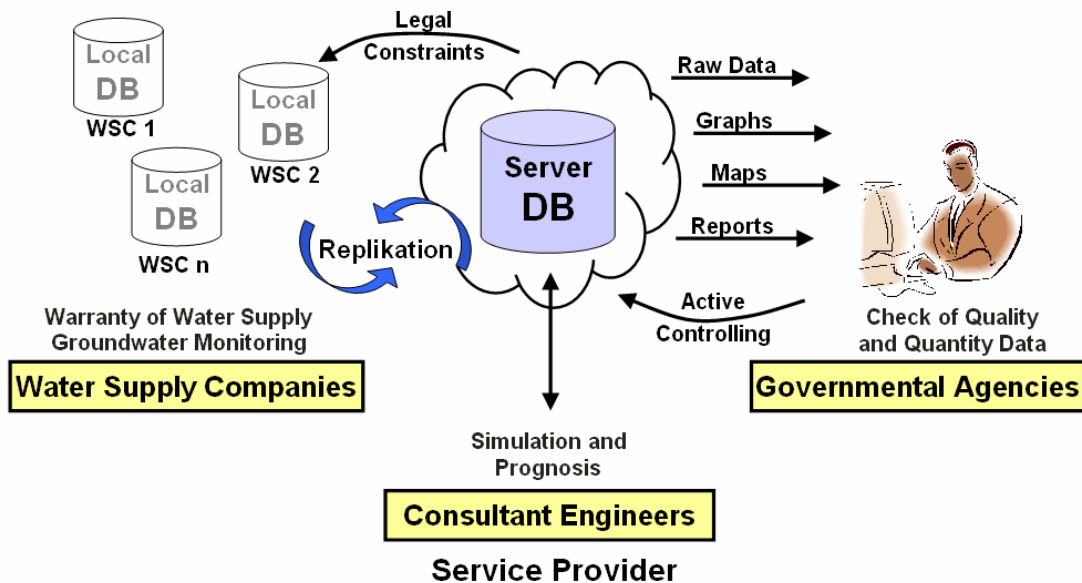 Local
DB
WSC 1
Local
DB
WSC 2
Local
DB
WSC n
Legal
Constraints
Server
DB
Replikation
Raw Data
Graphs
Maps
Reports
Active
Controlling
Warranty of Water Supply
Groundwater Monitoring
Water Supply Companies
Check of Quality
and Quantity Data
Governmental Agencies
Simulation and
Prognosis
Consultant Engineers
Service Provider